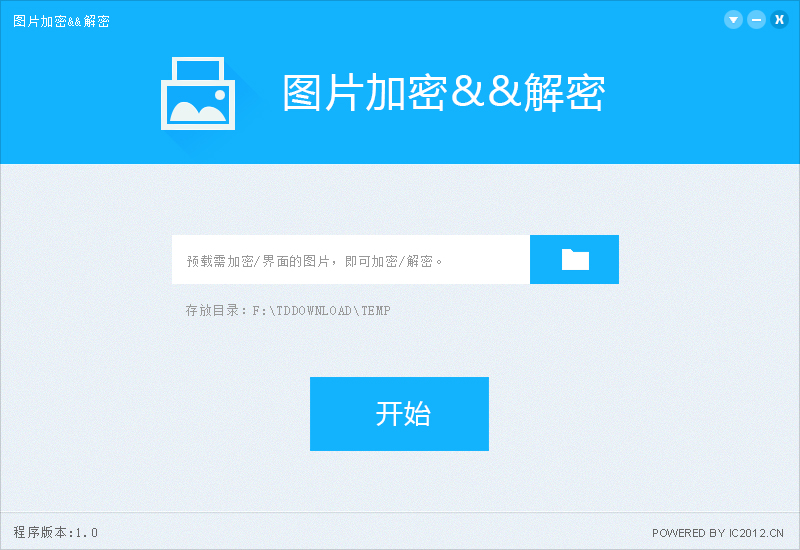 图片加密&&解密
图片加密&&解密
预载需加密/界面的图片，即可加密/解密。
存放目录：F:\TDDOWNLOAD\TEMP
开始
程序版本:1.0
POWERED BY IC2012.CN